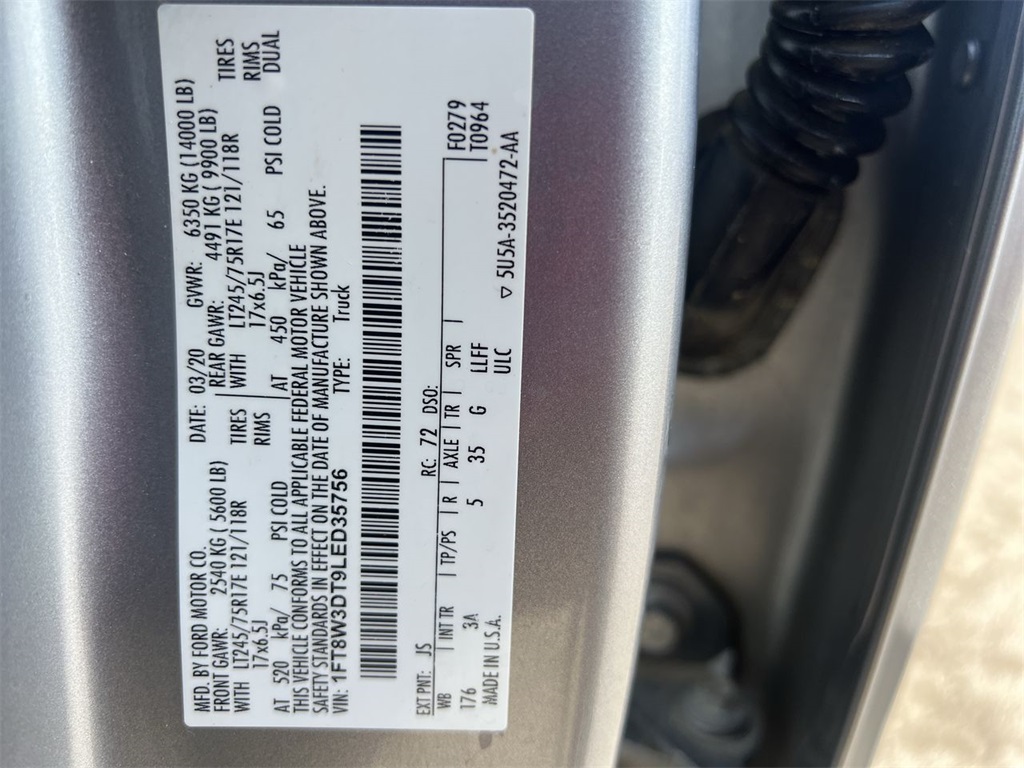 MFD. BY FORD MOTOR CO.
DATE: 03/20 GVWR: 6350 KG (14000 LB)
FRONT GAWR: 2540 KG ( 5600 LB) REAR GAWR: 4491 KG ( 9900 LB)
WITH LT245/75R17E 121/118R TIRES WITH LT245/75R17E 121/118R TIRES
17x6.5J RIMS 17x6.5J RIMS
AT 520 kPa/ 75 PSI COLD AT 450 kPa/ 65 PSI COLD DUAL
THIS VEHICLE CONFORMS TO ALL APPLICABLE FEDERAL MOTOR VEHICLE
SAFETY STANDARDS IN EFFECT ON THE DATE OF MANUFACTURE SHOWN ABOVE.
VIN: 1FT8W3DT9LED35756 TYPE: Truck
EXT PNT: JS RC: 72 DSO: F0279
WB INT TR TP/PS R AXLE TR SPR T0964
176 3A 5 35 G LLFF
MADE IN U.S.A. ULC ▽ 5U5A-3520472-AA